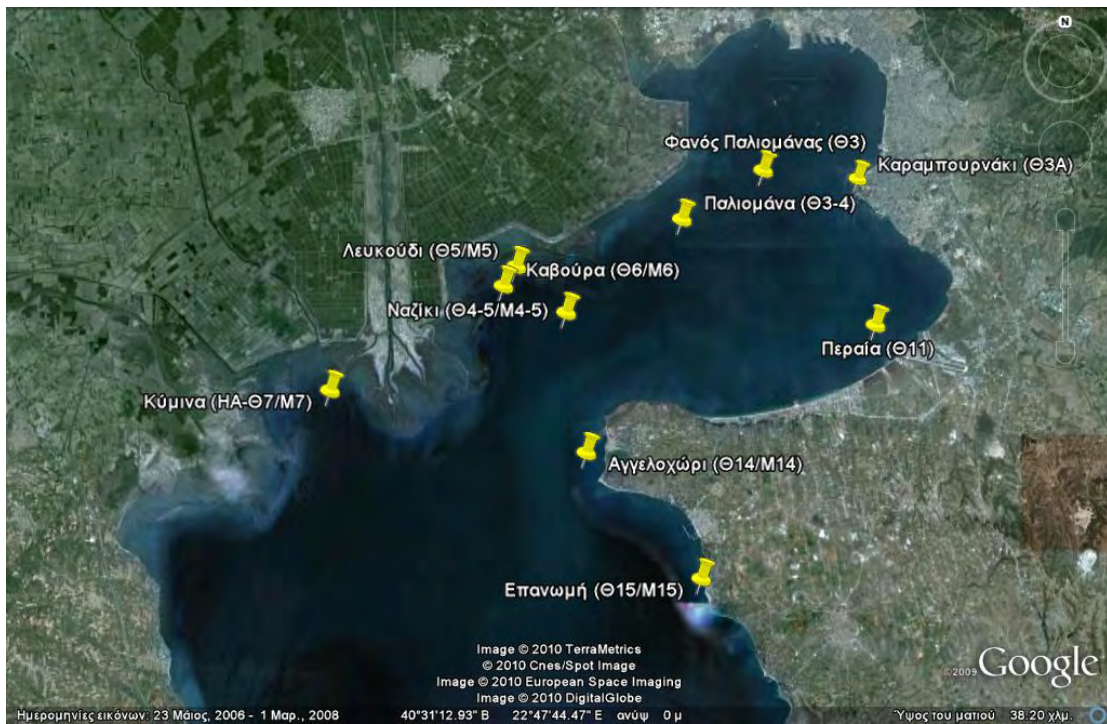 N
Φανός Παλιομάνας (Θ3)
Καραμπουρνάκι (Θ3Α)
Παλιομάνα (Θ3-4)
Λευκούδι (Θ5/Μ5)
Καβούρα (Θ6/Μ6)
Ναζίκι (Θ4-5/Μ4-5)
Περαία (Θ11)
Κύμινα (ΗΑ-Θ7/Μ7)
Αγγελοχώρι (Θ14/Μ14)
Επανωμή (Θ15/Μ15)
Image © 2010 TerraMetrics
© 2010 Cnes/Spot Image
Image © 2010 European Space Imaging
Image © 2010 DigitalGlobe
©2009 Google
Ημερομηνίες εικόνων: 23 Μάιος, 2006 - 1 Μαρ., 2008 40°31'12.93" Β 22°47'44.47" Ε ανύψ 0 μ Ύψος του ματιού 38.20 χλμ.